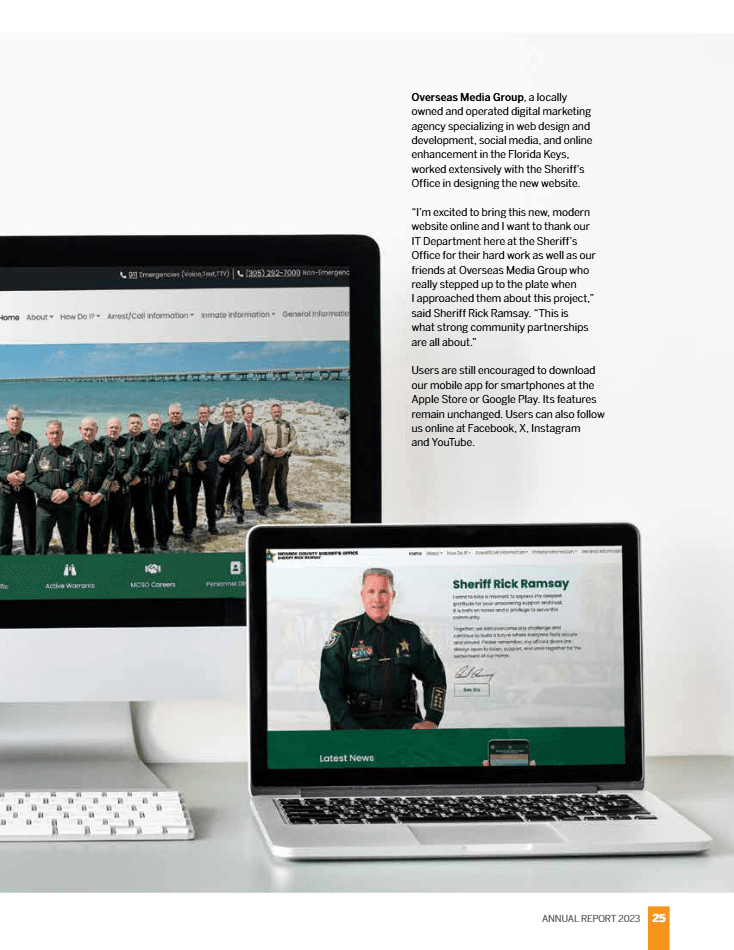 Overseas Media Group, a locally
owned and operated digital marketing
agency specializing in web design and
development, social media, and online
enhancement in the Florida Keys,
worked extensively with the Sheriff’s
Office in designing the new website.
“I’m excited to bring this new, modern
website online and I want to thank our
IT Department here at the Sheriff’s
Office for their hard work as well as our
friends at Overseas Media Group who
really stepped up to the plate when
I approached them about this project,”
said Sheriff Rick Ramsay. “This is
what strong community partnerships
are all about.”
Users are still encouraged to download
our mobile app for smartphones at the
Apple Store or Google Play. Its features
remain unchanged. Users can also follow
us online at Facebook, X, Instagram
and YouTube.
911 Emergencies (Voice,Text,TTY) | (305) 292-7000 Non-Emergenc
Home About How Do I? Arrest/Call Information Inmate Information General Informatio
Active Warrants MCSO Careers Personnel Di
MONROE COUNTY SHERIFF'S OFFICE
SHERIFF RICK RAMSAY
Home About How Do I? Arrest/Call Information Inmate Information General Informati
Sheriff Rick Ramsay
I want to take a moment to express my deepest
gratitude for your unwavering support and trust.
It is both an honor and a privilege to serve this
community.
Together, we can overcome any challenge and
continue to build a future where everyone feels secure
and valued. Please remember, my office's doors are
always open to listen, support, and work together for the
betterment of our home.
See Bio
Latest News
ANNUAL REPORT 2023 25